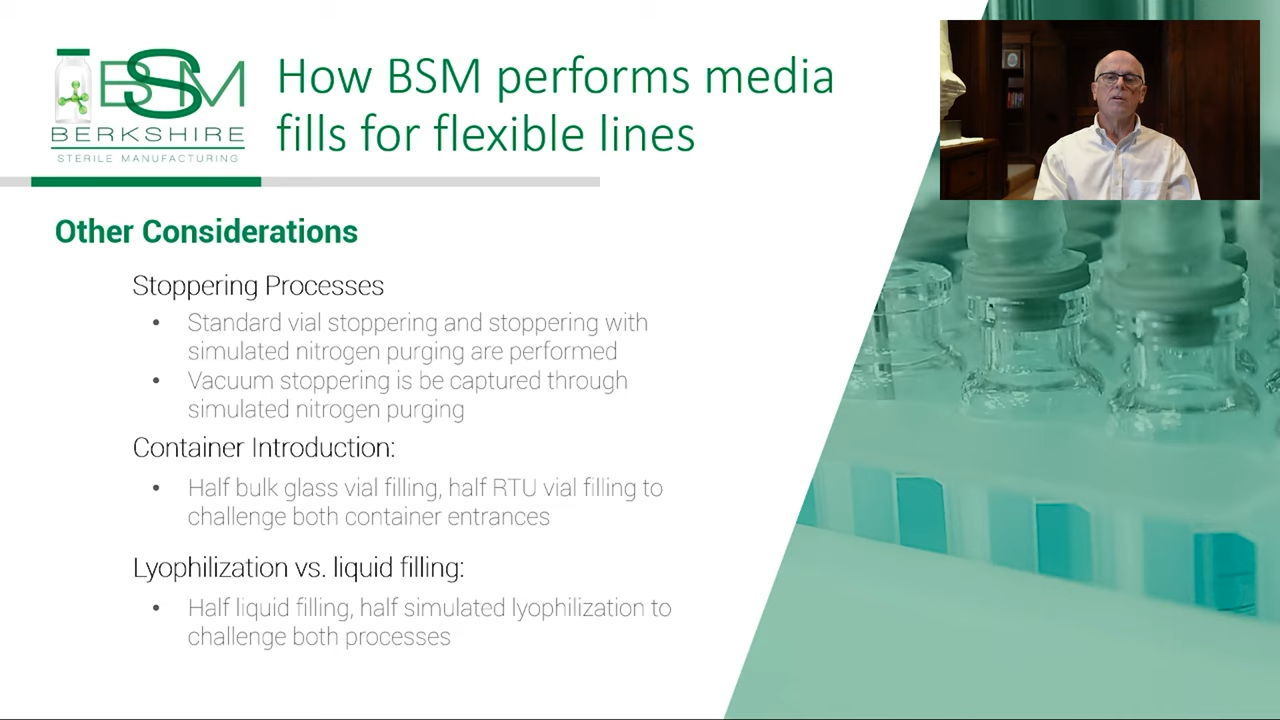 BSM
BERKSHIRE
STERILE MANUFACTURING
How BSM performs media
fills for flexible lines
Other Considerations
Stoppering Processes
• Standard vial stoppering and stoppering with
simulated nitrogen purging are performed
• Vacuum stoppering is be captured through
simulated nitrogen purging
Container Introduction:
• Half bulk glass vial filling, half RTU vial filling to
challenge both container entrances
Lyophilization vs. liquid filling:
• Half liquid filling, half simulated lyophilization to
challenge both processes